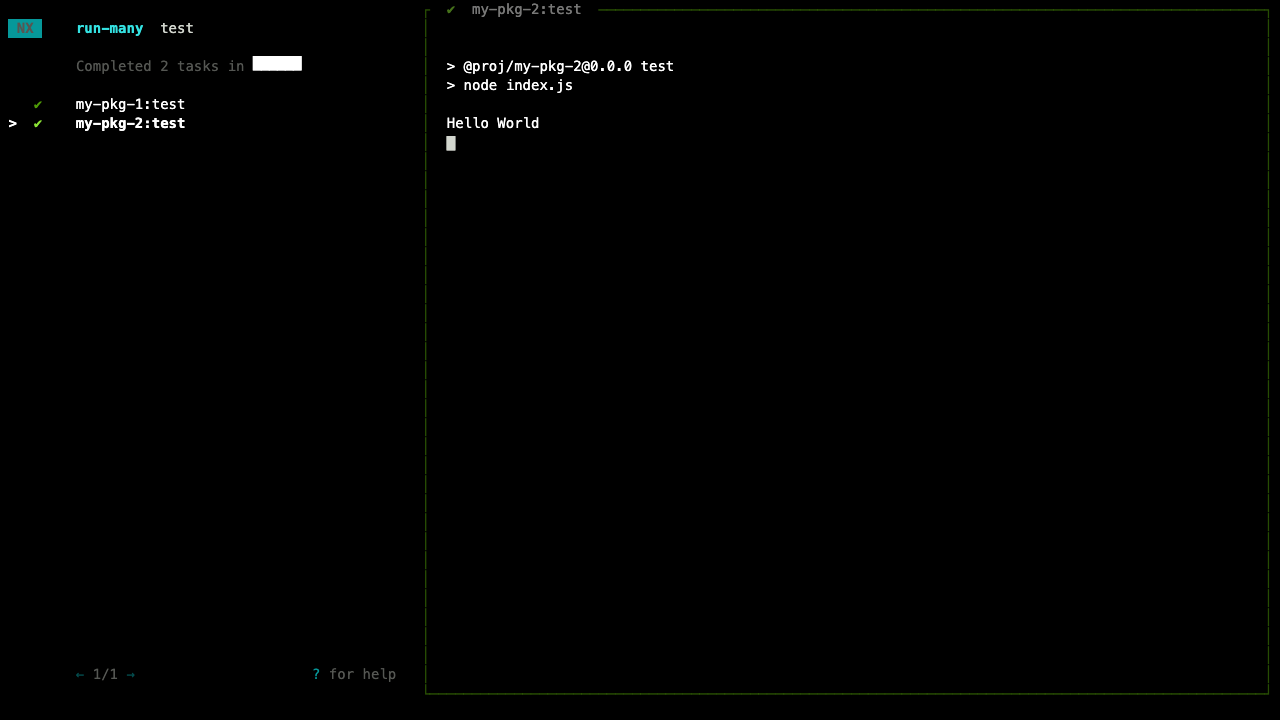 NX run-many test
Completed 2 tasks in
✔ my-pkg-1:test
> ✔ my-pkg-2:test
← 1/1 → ? for help
✔ my-pkg-2:test
> @proj/my-pkg-2@0.0.0 test
> node index.js
Hello World